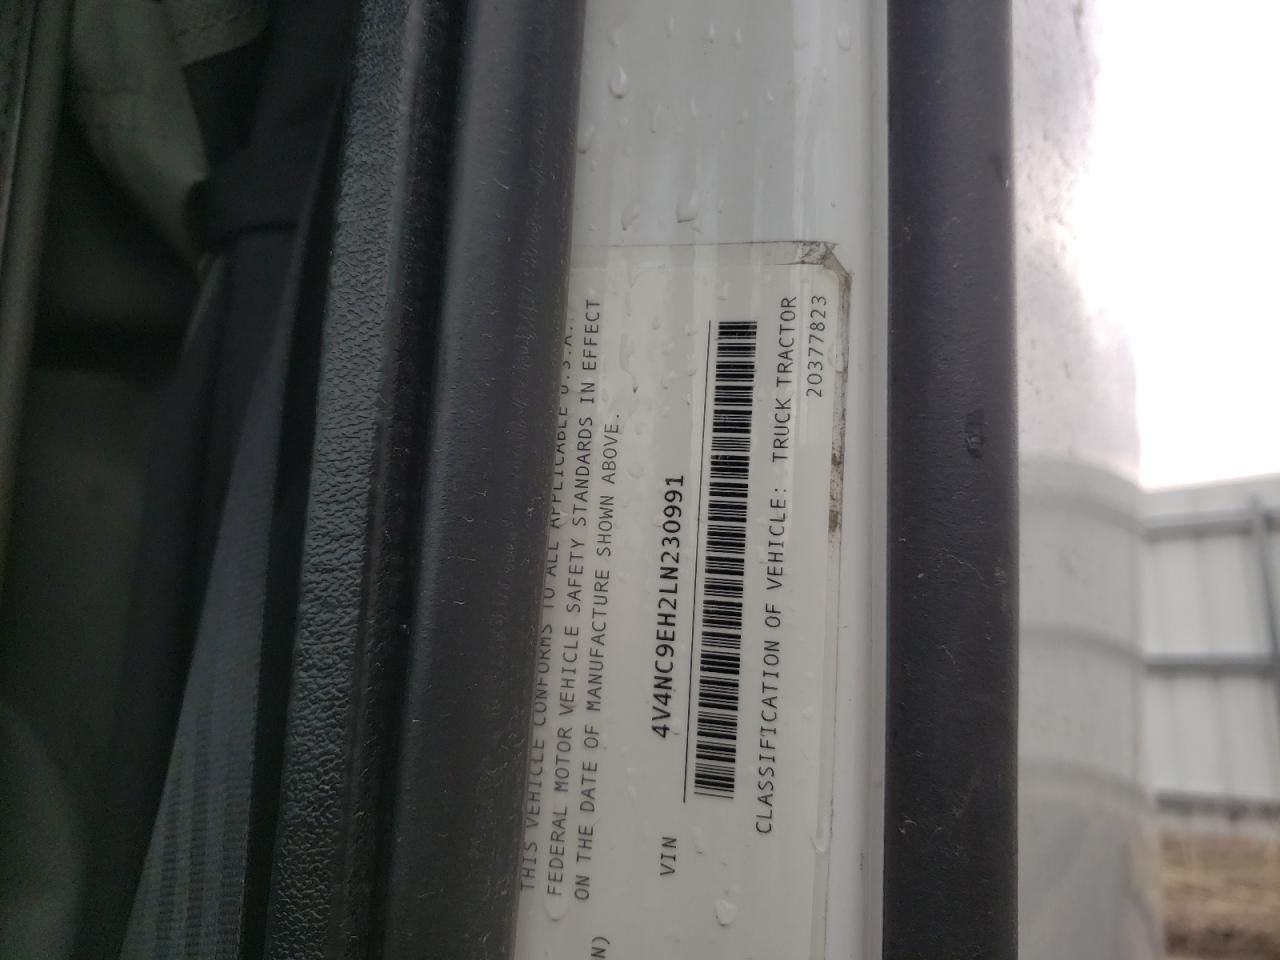 THIS VEHICLE CONFORMS TO ALL APPLICABLE U.S.A.
FEDERAL MOTOR VEHICLE SAFETY STANDARDS IN EFFECT
ON THE DATE OF MANUFACTURE SHOWN ABOVE.
N)
VIN 4V4NC9EH2LN230991
CLASSIFICATION OF VEHICLE: TRUCK TRACTOR
20377823